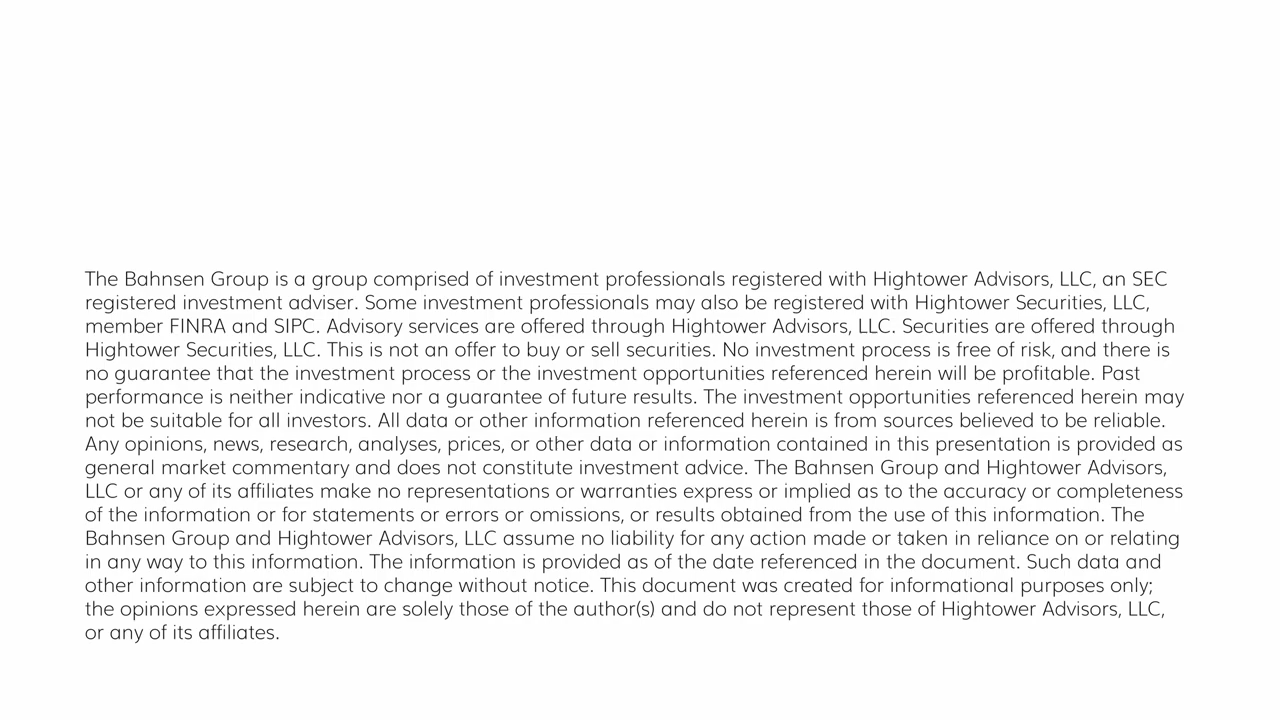 The Bahnsen Group is a group comprised of investment professionals registered with Hightower Advisors, LLC, an SEC
registered investment adviser. Some investment professionals may also be registered with Hightower Securities, LLC,
member FINRA and SIPC. Advisory services are offered through Hightower Advisors, LLC. Securities are offered through
Hightower Securities, LLC. This is not an offer to buy or sell securities. No investment process is free of risk, and there is
no guarantee that the investment process or the investment opportunities referenced herein will be profitable. Past
performance is neither indicative nor a guarantee of future results. The investment opportunities referenced herein may
not be suitable for all investors. All data or other information referenced herein is from sources believed to be reliable.
Any opinions, news, research, analyses, prices, or other data or information contained in this presentation is provided as
general market commentary and does not constitute investment advice. The Bahnsen Group and Hightower Advisors,
LLC or any of its affiliates make no representations or warranties express or implied as to the accuracy or completeness
of the information or for statements or errors or omissions, or results obtained from the use of this information. The
Bahnsen Group and Hightower Advisors, LLC assume no liability for any action made or taken in reliance on or relating
in any way to this information. The information is provided as of the date referenced in the document. Such data and
other information are subject to change without notice. This document was created for informational purposes only;
the opinions expressed herein are solely those of the author(s) and do not represent those of Hightower Advisors, LLC,
or any of its affiliates.